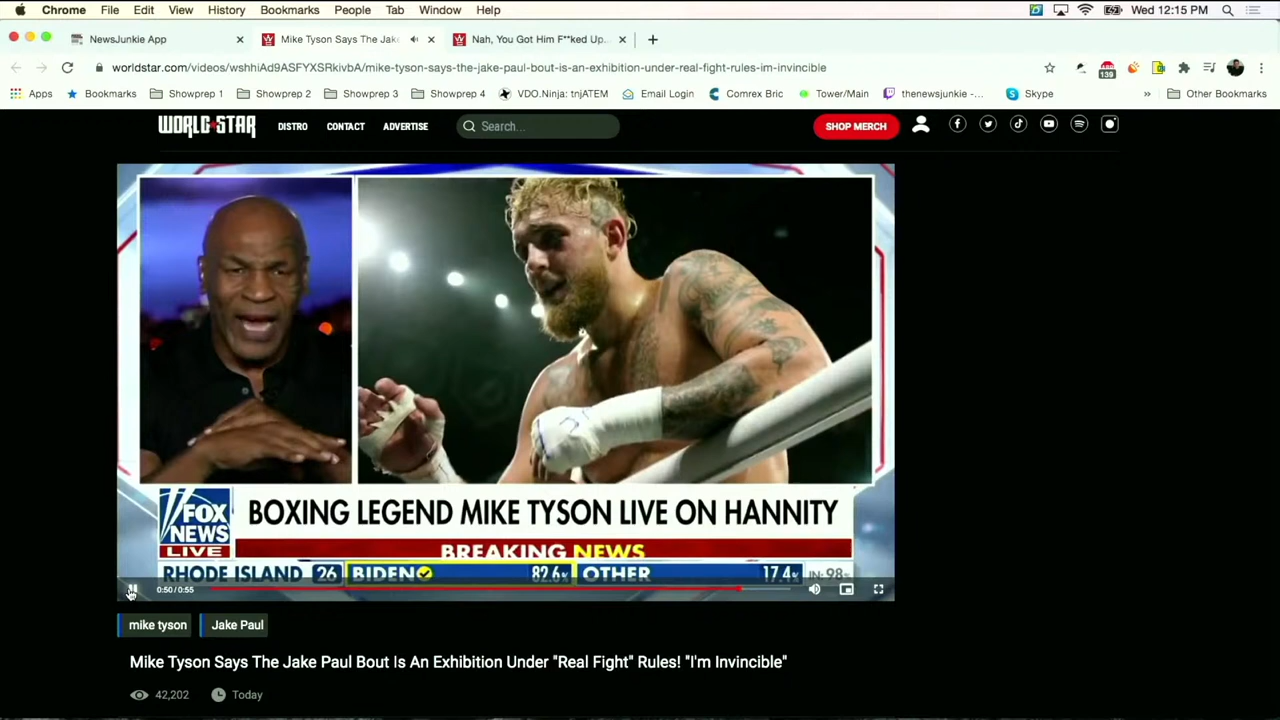 Chrome File Edit View History Bookmarks People Tab Window Help Wed 12:15 PM
NewsJunkie App Mike Tyson Says The Jake Nah, You Got Him F**ked Up...
worldstar.com/videos/wshhiAd9ASFYXSRkivbA/mike-tyson-says-the-jake-paul-bout-is-an-exhibition-under-real-fight-rules-im-invincible 139
Apps Bookmarks Showprep 1 Showprep 2 Showprep 3 Showprep 4 VDO.Ninja: tnjATEM Email Login Comrex Bric Tower/Main thenewsjunkie -... Skype » Other Bookmarks
WORLD STAR DISTRO CONTACT ADVERTISE Search... SHOP MERCH
FOX
NEWS
LIVE
BOXING LEGEND MIKE TYSON LIVE ON HANNITY
BREAKING NEWS
RHODE ISLAND 26 BIDEN 82.6% OTHER 17.4% IN: 98%
0:50 / 0:55
mike tyson Jake Paul
Mike Tyson Says The Jake Paul Bout Is An Exhibition Under "Real Fight" Rules! "I'm Invincible"
42,202 Today